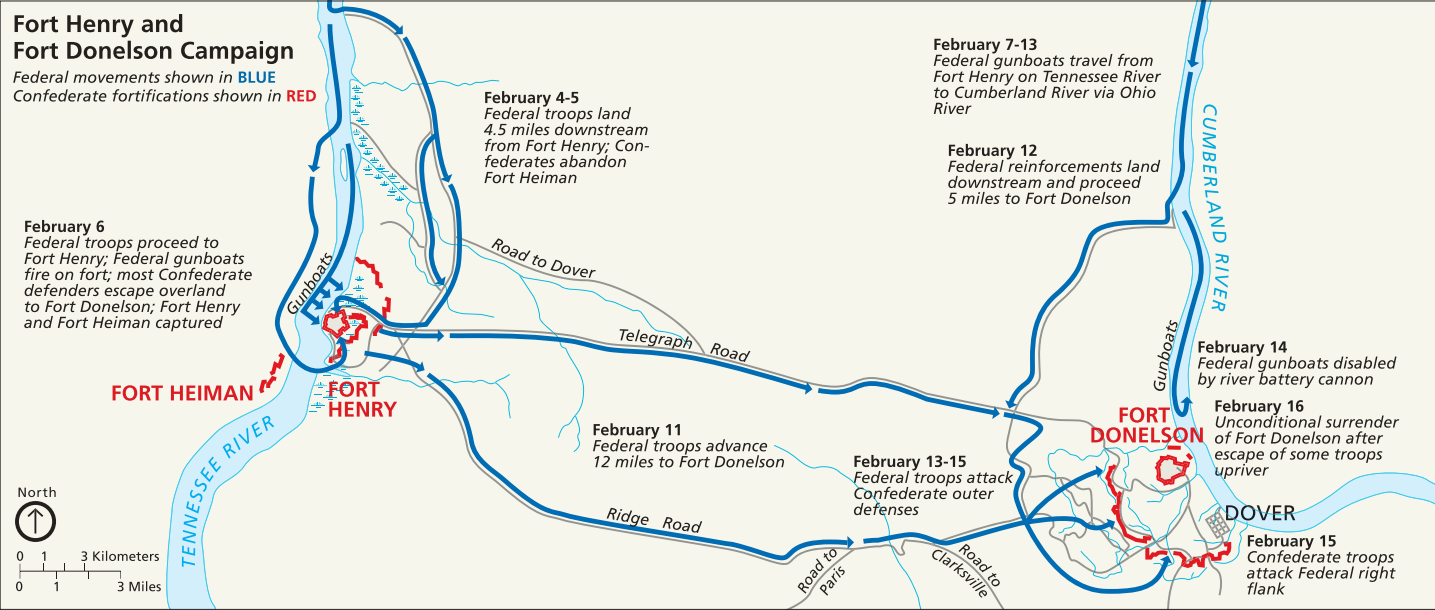 Fort Henry and
Fort Donelson Campaign
Federal movements shown in BLUE
Confederate fortifications shown in RED
February 4-5
Federal troops land
4.5 miles downstream
from Fort Henry; Con-
federates abandon
Fort Heiman
February 7-13
Federal gunboats travel from
Fort Henry on Tennessee River
to Cumberland River via Ohio
River
February 12
Federal reinforcements land
downstream and proceed
5 miles to Fort Donelson
CUMBERLAND RIVER
February 6
Federal troops proceed to
Fort Henry; Federal gunboats
fire on fort; most Confederate
defenders escape overland
to Fort Donelson; Fort Henry
and Fort Heiman captured
Gunboats
Road to Dover
Telegraph Road
Gunboats
February 14
Federal gunboats disabled
by river battery cannon
FORT HEIMAN
FORT
HENRY
TENNESSEE RIVER
February 11
Federal troops advance
12 miles to Fort Donelson
FORT
DONELSON
February 16
Unconditional surrender
of Fort Donelson after
escape of some troops
upriver
February 13-15
Federal troops attack
Confederate outer
defenses
Ridge Road
Road to
Paris
Road to
Clarksville
DOVER
February 15
Confederate troops
attack Federal right
flank
North
0 1 3 Kilometers
0 1 3 Miles